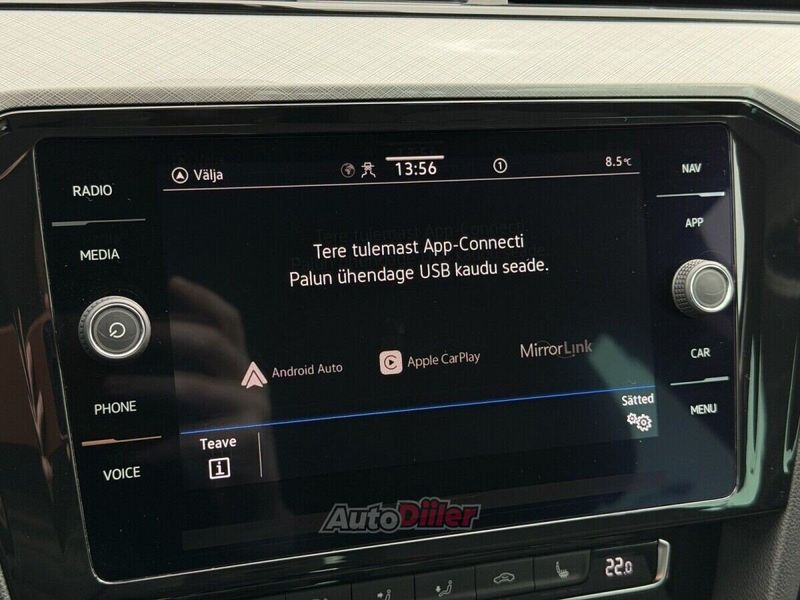 RADIO
MEDIA
PHONE
VOICE
Välja
13:56
1
8.5°C
Tere tulemast App-Connecti
Palun ühendage USB kaudu seade.
Android Auto
Apple CarPlay
MirrorLink
Sätted
Teave
i
NAV
APP
CAR
MENU
AutoDiiler
22.0